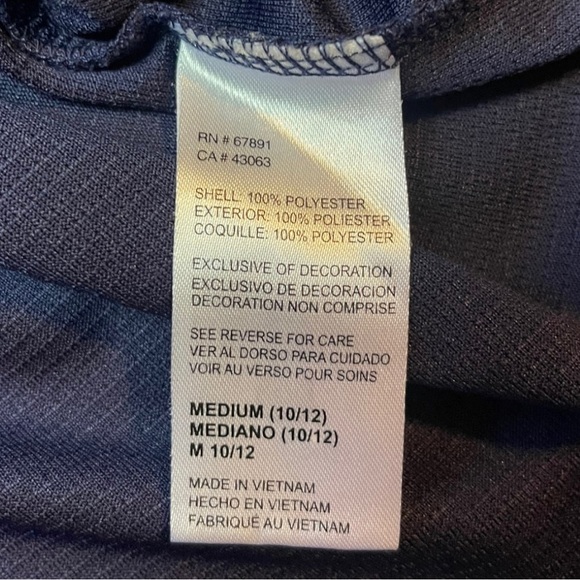 RN # 67891
CA # 43063
SHELL: 100% POLYESTER
EXTERIOR: 100% POLIESTER
COQUILLE: 100% POLYESTER
EXCLUSIVE OF DECORATION
EXCLUSIVO DE DECORACION
DECORATION NON COMPRISE
SEE REVERSE FOR CARE
VER AL DORSO PARA CUIDADO
VOIR AU VERSO POUR SOINS
MEDIUM (10/12)
MEDIANO (10/12)
M 10/12
MADE IN VIETNAM
HECHO EN VIETNAM
FABRIQUÉ AU VIETNAM